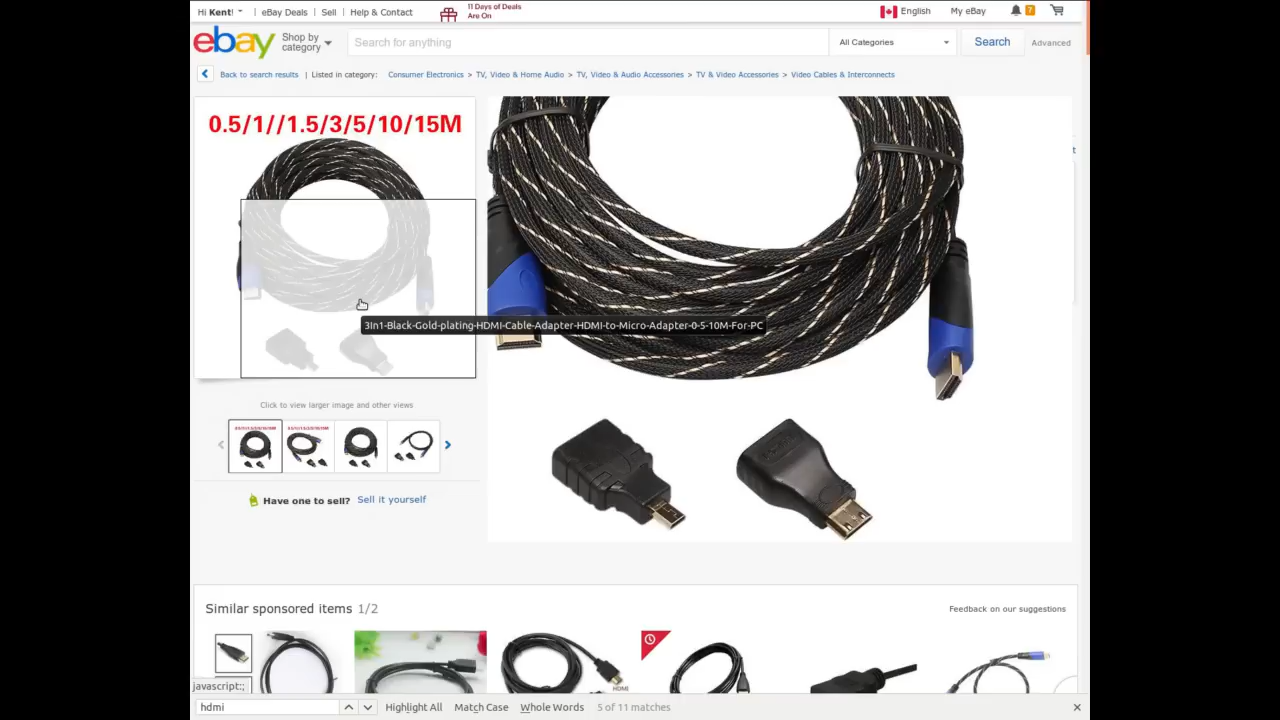 Hi Kent!
eBay Deals
Sell
Help & Contact
11 Days of Deals
Are On
English
My eBay
7
ebay
Shop by
category
Search for anything
All Categories
Search
Advanced
Back to search results
Listed in category:
Consumer Electronics > TV, Video & Home Audio > TV, Video & Audio Accessories > TV & Video Accessories > Video Cables & Interconnects
0.5/1//1.5/3/5/10/15M
3In1-Black-Gold-plating-HDMI-Cable-Adapter-HDMI-to-Micro-Adapter-0-5-10M-For-PC
Click to view larger image and other views
Have one to sell? Sell it yourself
Similar sponsored items 1/2
Feedback on our suggestions
HDMI
javascript:;
hdmi
Highlight All
Match Case
Whole Words
5 of 11 matches